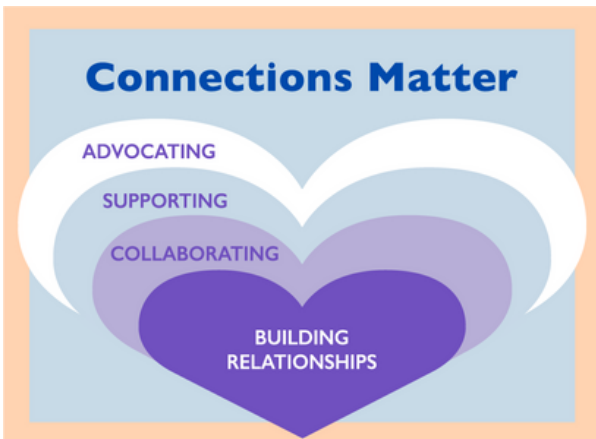 Connections Matter
ADVOCATING
SUPPORTING
COLLABORATING
BUILDING
RELATIONSHIPS